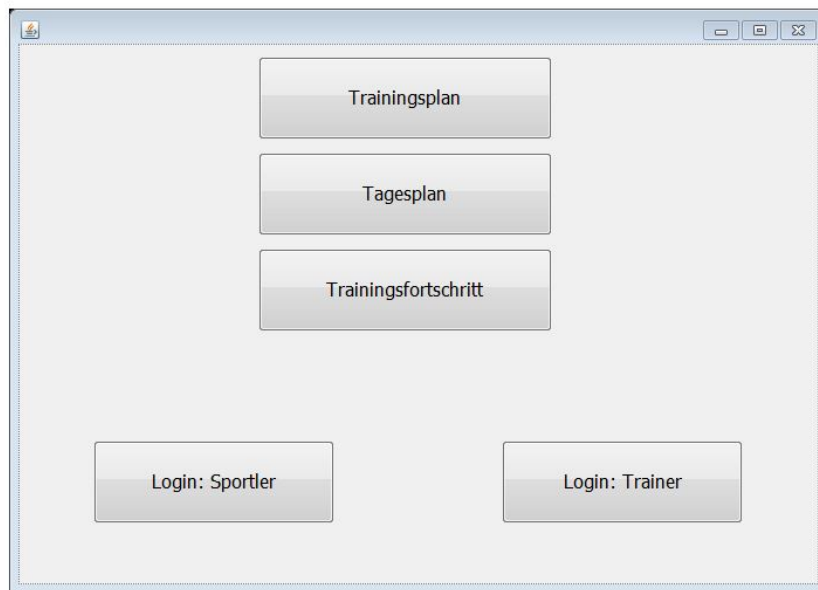 Trainingsplan
Tagesplan
Trainingsfortschritt
Login: Sportler
Login: Trainer